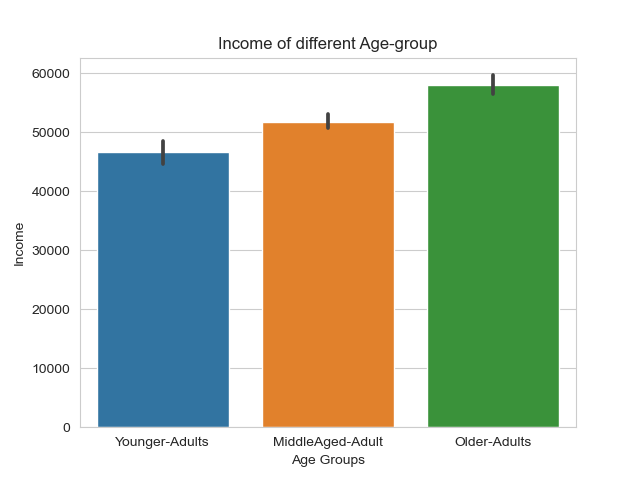 Income of different Age-group
60000
50000
40000
30000
20000
10000
0
Income
Younger-Adults
MiddleAged-Adult
Older-Adults
Age Groups